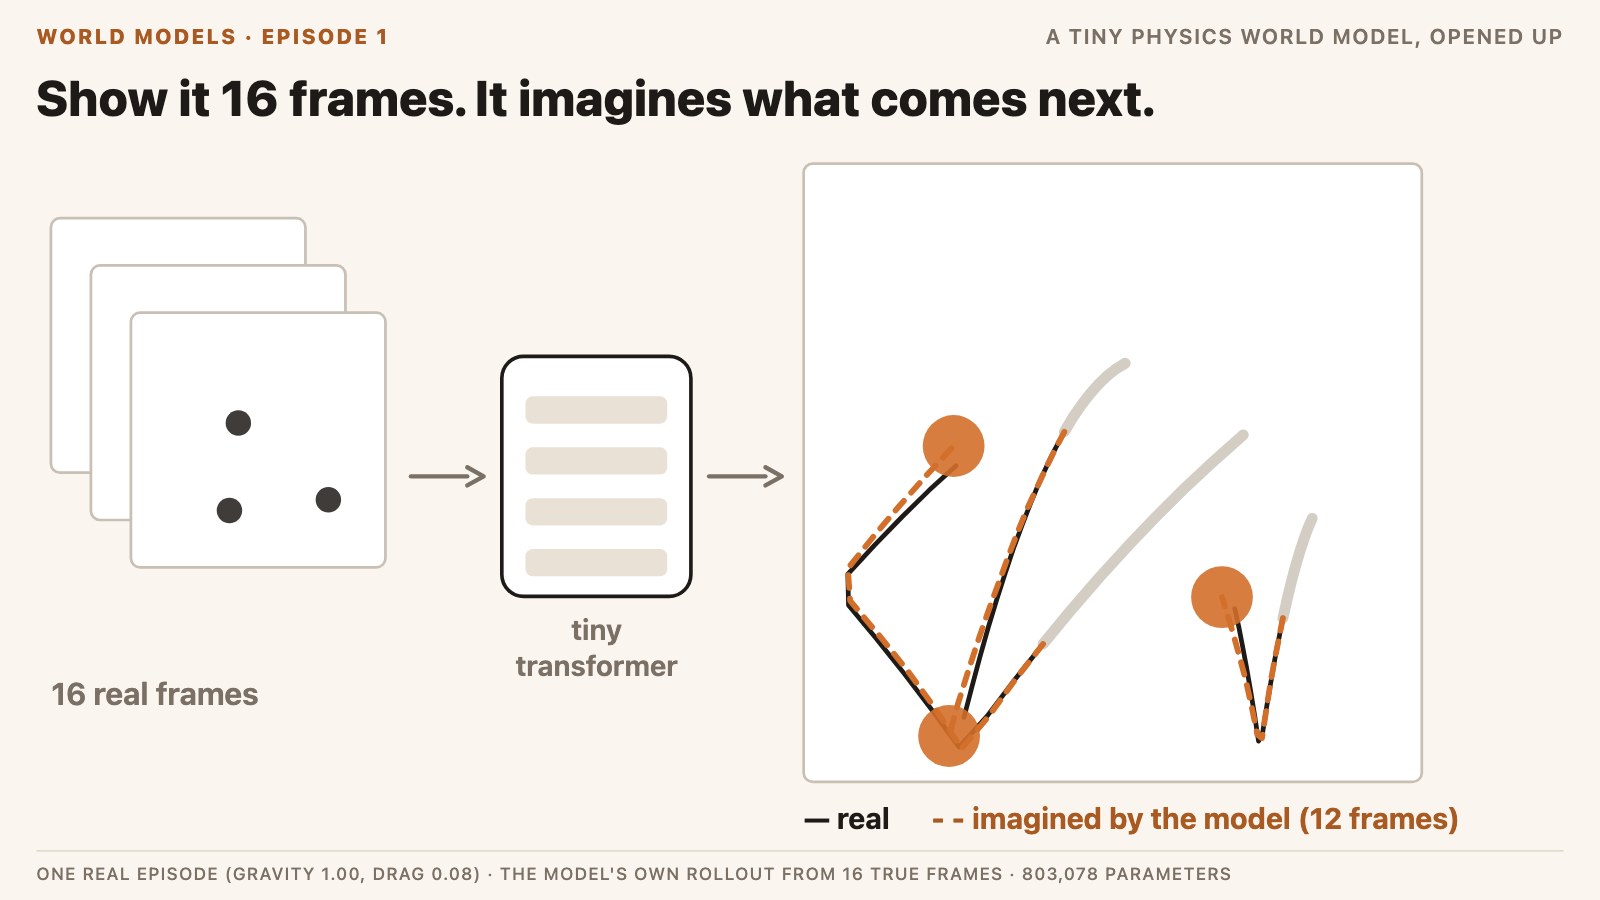 WORLD MODELS · EPISODE 1
A TINY PHYSICS WORLD MODEL, OPENED UP
Show it 16 frames. It imagines what comes next.
tiny
transformer
16 real frames
— real
- - imagined by the model (12 frames)
ONE REAL EPISODE (GRAVITY 1.00, DRAG 0.08) · THE MODEL'S OWN ROLLOUT FROM 16 TRUE FRAMES · 803,078 PARAMETERS